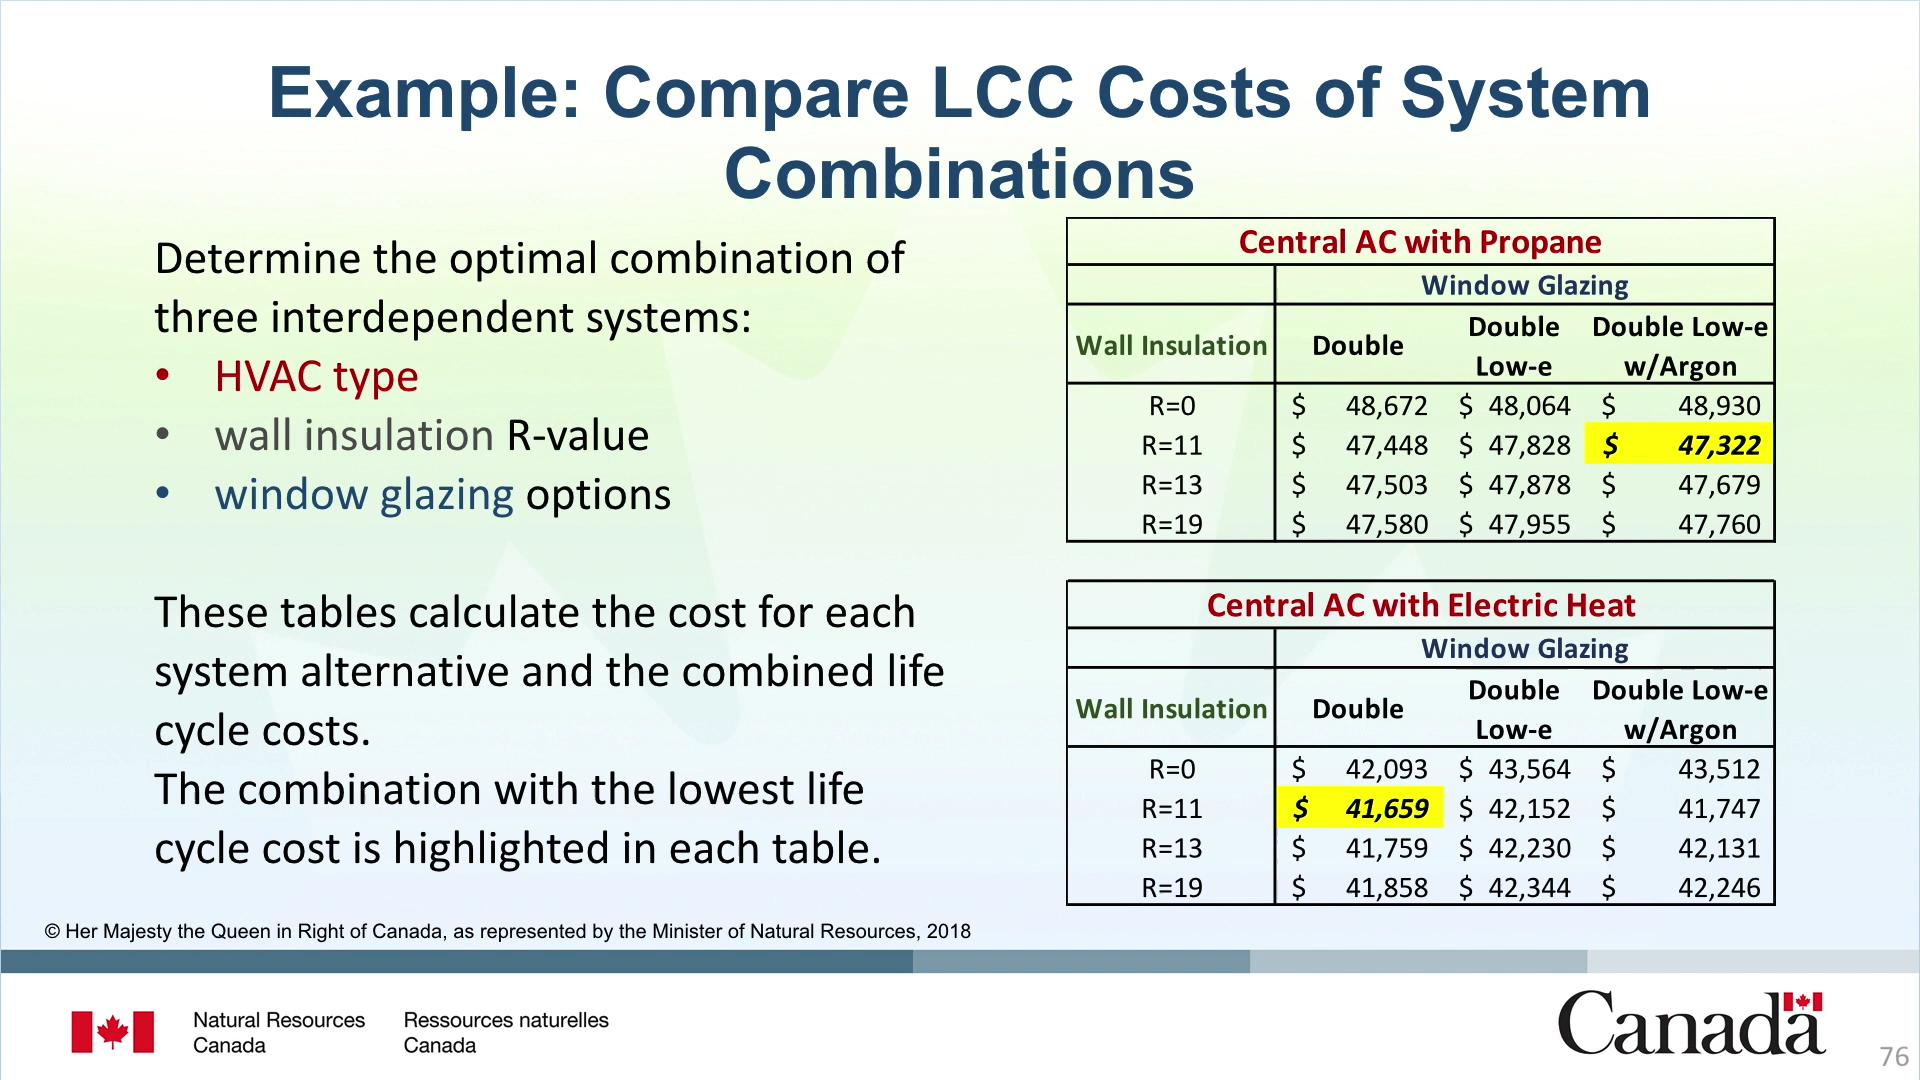 Example: Compare LCC Costs of System
Combinations
Determine the optimal combination of
three interdependent systems:
• HVAC type
• wall insulation R-value
• window glazing options
These tables calculate the cost for each
system alternative and the combined life
cycle costs.
The combination with the lowest life
cycle cost is highlighted in each table.
Central AC with Propane
Window Glazing
Wall Insulation Double Double Low-e Double Low-e w/Argon
R=0 $ 48,672 $ 48,064 $ 48,930
R=11 $ 47,448 $ 47,828 $ 47,322
R=13 $ 47,503 $ 47,878 $ 47,679
R=19 $ 47,580 $ 47,955 $ 47,760
Central AC with Electric Heat
Window Glazing
Wall Insulation Double Double Low-e Double Low-e w/Argon
R=0 $ 42,093 $ 43,564 $ 43,512
R=11 $ 41,659 $ 42,152 $ 41,747
R=13 $ 41,759 $ 42,230 $ 42,131
R=19 $ 41,858 $ 42,344 $ 42,246
© Her Majesty the Queen in Right of Canada, as represented by the Minister of Natural Resources, 2018
Natural Resources Ressources naturelles
Canada Canada
Canada
76